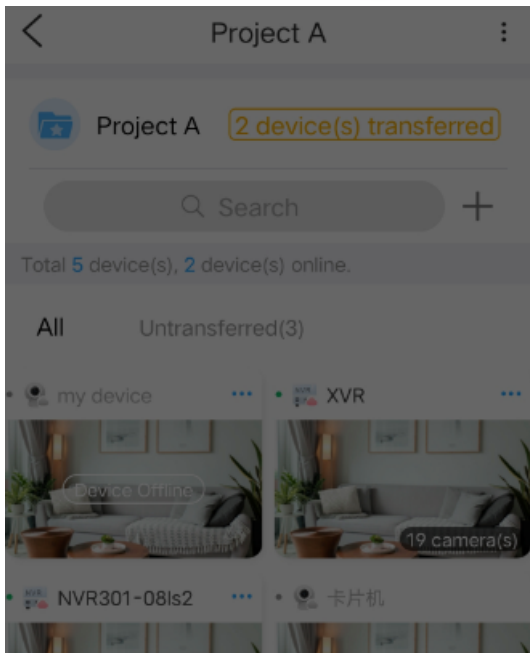 Project A
Project A 2 device(s) transferred
Search
Total 5 device(s), 2 device(s) online.
All Untransferred(3)
my device XVR
Device Offline
19 camera(s)
NVR301-08ls2 卡片机